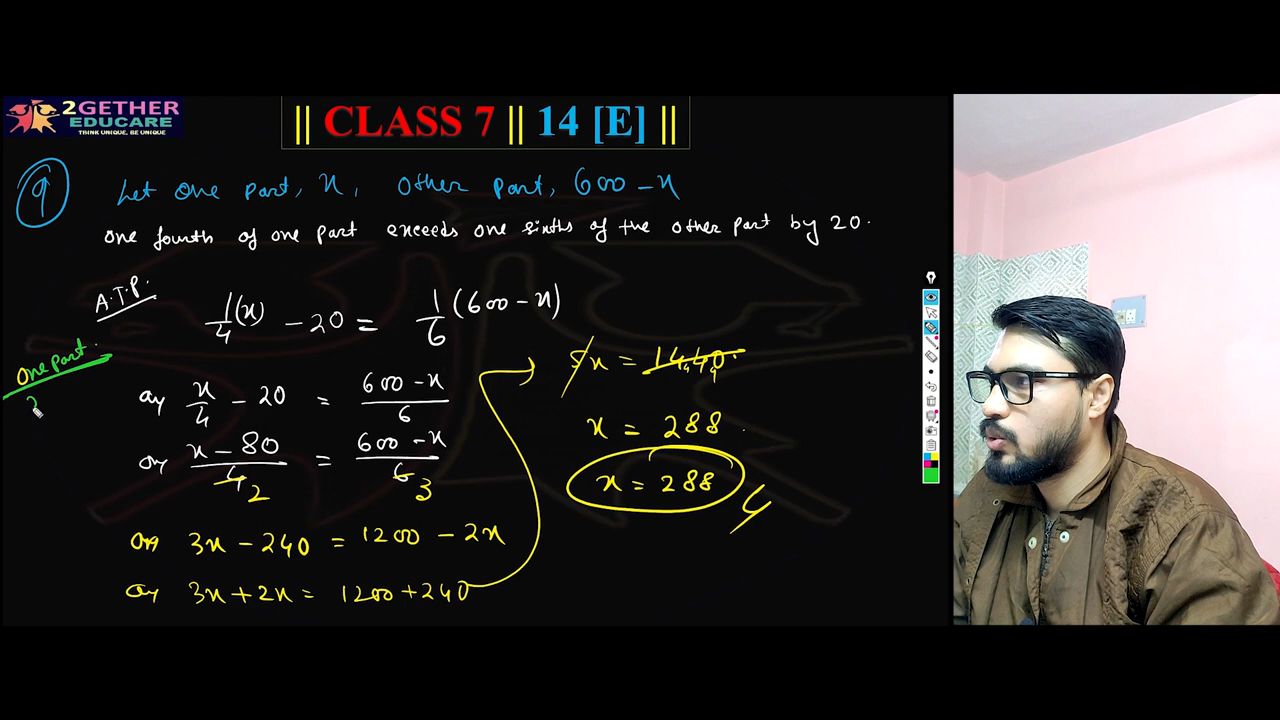 2GETHER
EDUCARE
THINK UNIQUE, BE UNIQUE
|| CLASS 7 || 14 [E] ||
9 Let one part, x, other part, 600 - x
one fourth of one part exceeds one sixths of the other part by 20.
A.T.P.
1/4 (x) - 20 = 1/6 (600 - x)
or x/4 - 20 = (600 - x)/6
or (x - 80)/4 2 = (600 - x)/6 3
or 3x - 240 = 1200 - 2x
or 3x + 2x = 1200 + 240
5x = 1440
x = 288
x = 288
One part.